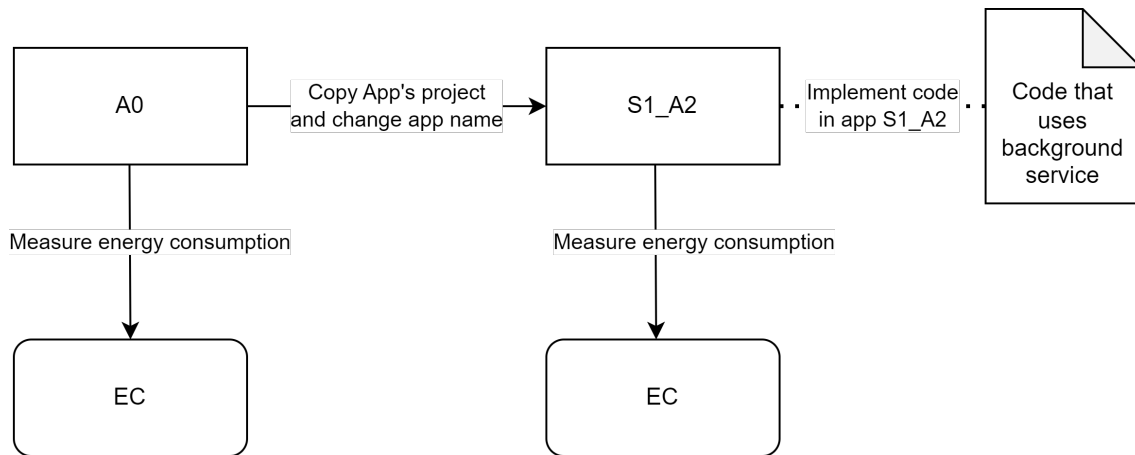 A0
Copy App's project
and change app name
S1_A2
Implement code
in app S1_A2
Code that
uses
background
service
Measure energy consumption
Measure energy consumption
EC
EC